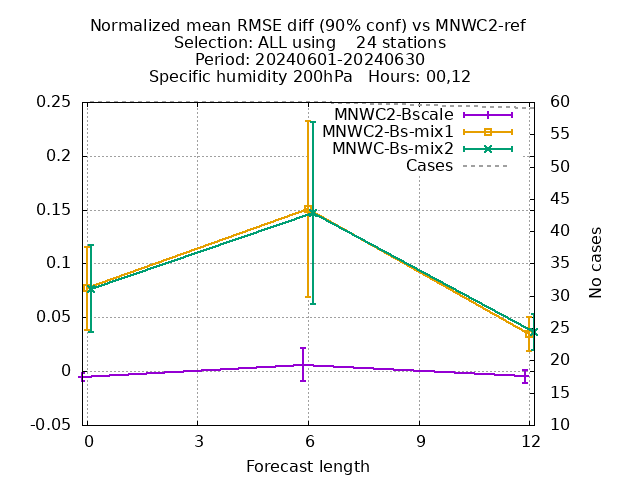 Normalized mean RMSE diff (90% conf) vs MNWC2-ref
Selection: ALL using    24 stations
Period: 20240601-20240630
Specific humidity 200hPa   Hours: 00,12
MNWC2-Bscale
MNWC2-Bs-mix1
MNWC-Bs-mix2
Cases
0.25
0.2
0.15
0.1
0.05
0
-0.05
60
55
50
45
40
35
30
25
20
15
10
No cases
0
3
6
9
12
Forecast length